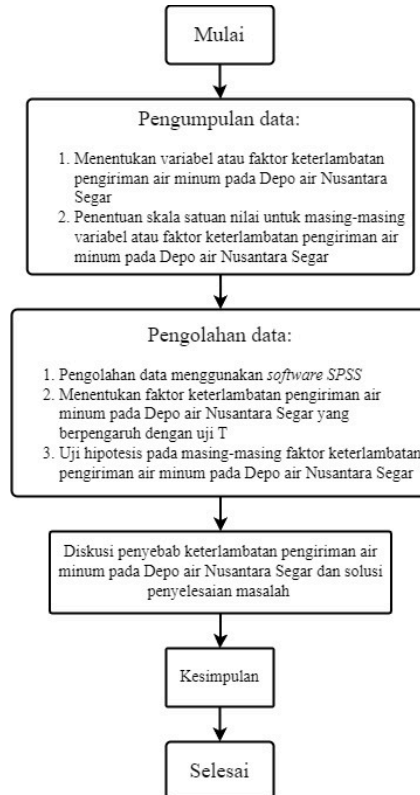 Mulai
Pengumpulan data:
1. Menentukan variabel atau faktor keterlambatan
pengiriman air minum pada Depo air Nusantara
Segar
2. Penentuan skala satuan nilai untuk masing-masing
variabel atau faktor keterlambatan pengiriman air
minum pada Depo air Nusantara Segar
Pengolahan data:
1. Pengolahan data menggunakan software SPSS
2. Menentukan faktor keterlambatan pengiriman air
minum pada Depo air Nusantara Segar yang
berpengaruh dengan uji T
3. Uji hipotesis pada masing-masing faktor keterlambatan
pengiriman air minum pada Depo air Nusantara Segar
Diskusi penyebab keterlambatan pengiriman air
minum pada Depo air Nusantara Segar dan solusi
penyelesaian masalah
Kesimpulan
Selesai